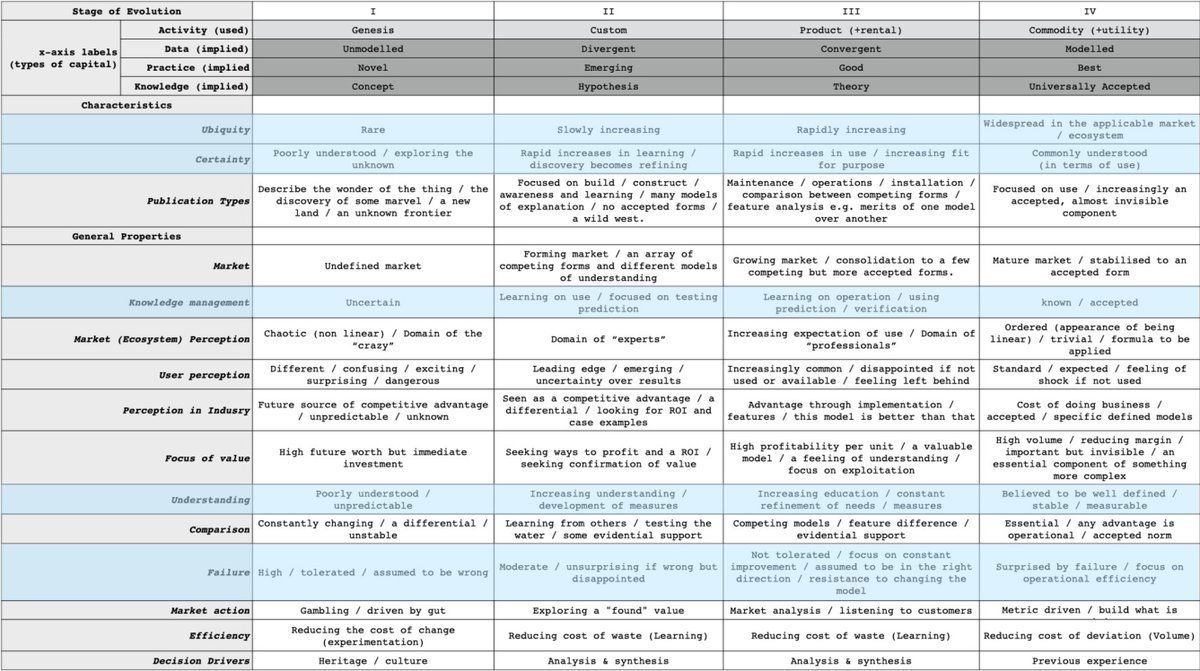 Stage of Evolution
I
II
III
IV
x-axis labels
(types of capital)
Activity (used)
Genesis
Custom
Product (+rental)
Commodity (+utility)
Data (implied)
Unmodelled
Divergent
Convergent
Modelled
Practice (implied
Novel
Emerging
Good
Best
Knowledge (implied)
Concept
Hypothesis
Theory
Universally Accepted
Characteristics
Ubiquity
Rare
Slowly increasing
Rapidly increasing
Widespread in the applicable market
/ ecosystem
Certainty
Poorly understood / exploring the
unknown
Rapid increases in learning /
discovery becomes refining
Rapid increases in use / increasing fit
for purpose
Commonly understood
(in terms of use)
Publication Types
Describe the wonder of the thing / the
discovery of some marvel / a new
land / an unknown frontier
Focused on build / construct /
awareness and learning / many models
of explanation / no accepted forms /
a wild west.
Maintenance / operations / installation /
comparison between competing forms /
feature analysis e.g. merits of one model
over another
Focused on use / increasingly an
accepted, almost invisible
component
General Properties
Market
Undefined market
Forming market / an array of
competing forms and different models
of understanding
Growing market / consolidation to a few
competing but more accepted forms.
Mature market / stabilised to an
accepted form
Knowledge management
Uncertain
Learning on use / focused on testing
prediction
Learning on operation / using
prediction / verification
known / accepted
Market (Ecosystem) Perception
Chaotic (non linear) / Domain of the
“crazy”
Domain of “experts”
Increasing expectation of use / Domain of
“professionals”
Ordered (appearance of being
linear) / trivial / formula to be
applied
User perception
Different / confusing / exciting /
surprising / dangerous
Leading edge / emerging /
uncertainty over results
Increasingly common / disappointed if not
used or available / feeling left behind
Standard / expected / feeling of
shock if not used
Perception in Indusry
Future source of competitive advantage
/ unpredictable / unknown
Seen as a competitive advantage / a
differential / looking for ROI and
case examples
Advantage through implementation /
features / this model is better than that
Cost of doing business /
accepted / specific defined models
Focus of value
High future worth but immediate
investment
Seeking ways to profit and a ROI /
seeking confirmation of value
High profitability per unit / a valuable
model / a feeling of understanding /
focus on exploitation
High volume / reducing margin /
important but invisible / an
essential component of something
more complex
Understanding
Poorly understood /
unpredictable
Increasing understanding /
development of measures
Increasing education / constant
refinement of needs / measures
Believed to be well defined /
stable / measurable
Comparison
Constantly changing / a differential /
unstable
Learning from others / testing the
water / some evidential support
Competing models / feature difference /
evidential support
Essential / any advantage is
operational / accepted norm
Failure
High / tolerated / assumed to be wrong
Moderate / unsurprising if wrong but
disappointed
Not tolerated / focus on constant
improvement / assumed to be in the right
direction / resistance to changing the
model
Surprised by failure / focus on
operational efficiency
Market action
Gambling / driven by gut
Exploring a "found" value
Market analysis / listening to customers
Metric driven / build what is
Efficiency
Reducing the cost of change
(experimentation)
Reducing cost of waste (Learning)
Reducing cost of waste (Learning)
Reducing cost of deviation (Volume)
Decision Drivers
Heritage / culture
Analysis & synthesis
Analysis & synthesis
Previous experience